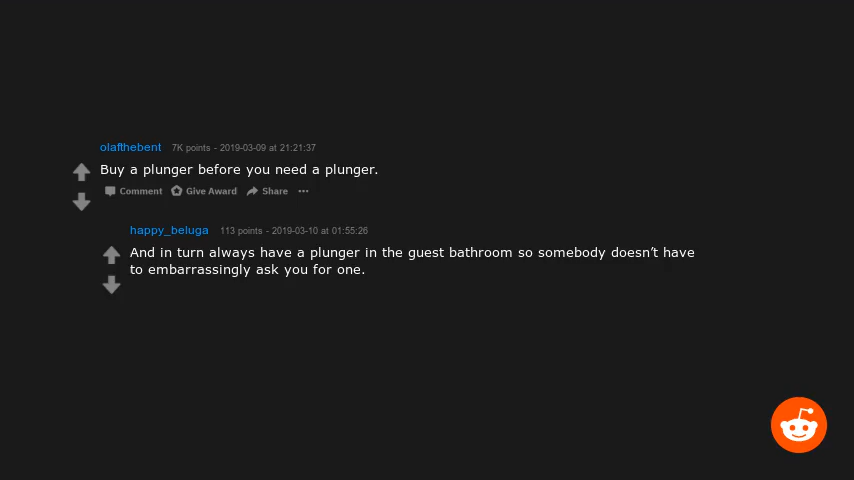 olafthebent 7K points - 2019-03-09 at 21:21:37
Buy a plunger before you need a plunger.
Comment Give Award Share ···
happy_beluga 113 points - 2019-03-10 at 01:55:26
And in turn always have a plunger in the guest bathroom so somebody doesn’t have
to embarrassingly ask you for one.